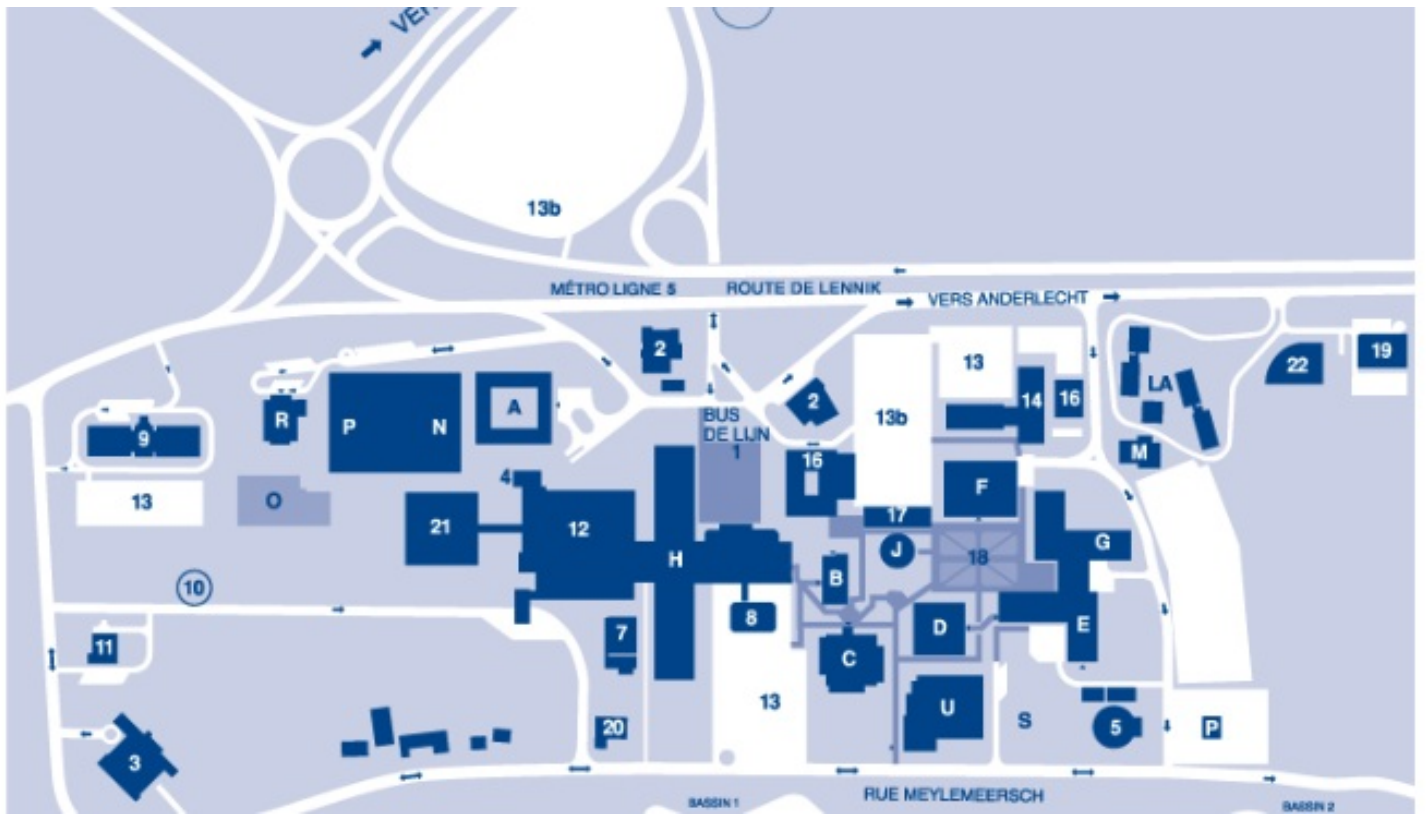 VER
13b
MÉTRO LIGNE 5
ROUTE DE LENNIK
VERS ANDERLECHT
2
13
19
22
LA
14
16
A
2
BUS
DE LIJN
1
13b
R
P
N
9
M
16
4
F
13
O
21
12
17
H
J
18
G
10
B
8
7
D
E
11
C
13
U
S
20
5
P
3
RUE MEYLEMEERSCH
BASSIN 1
BASSIN 2